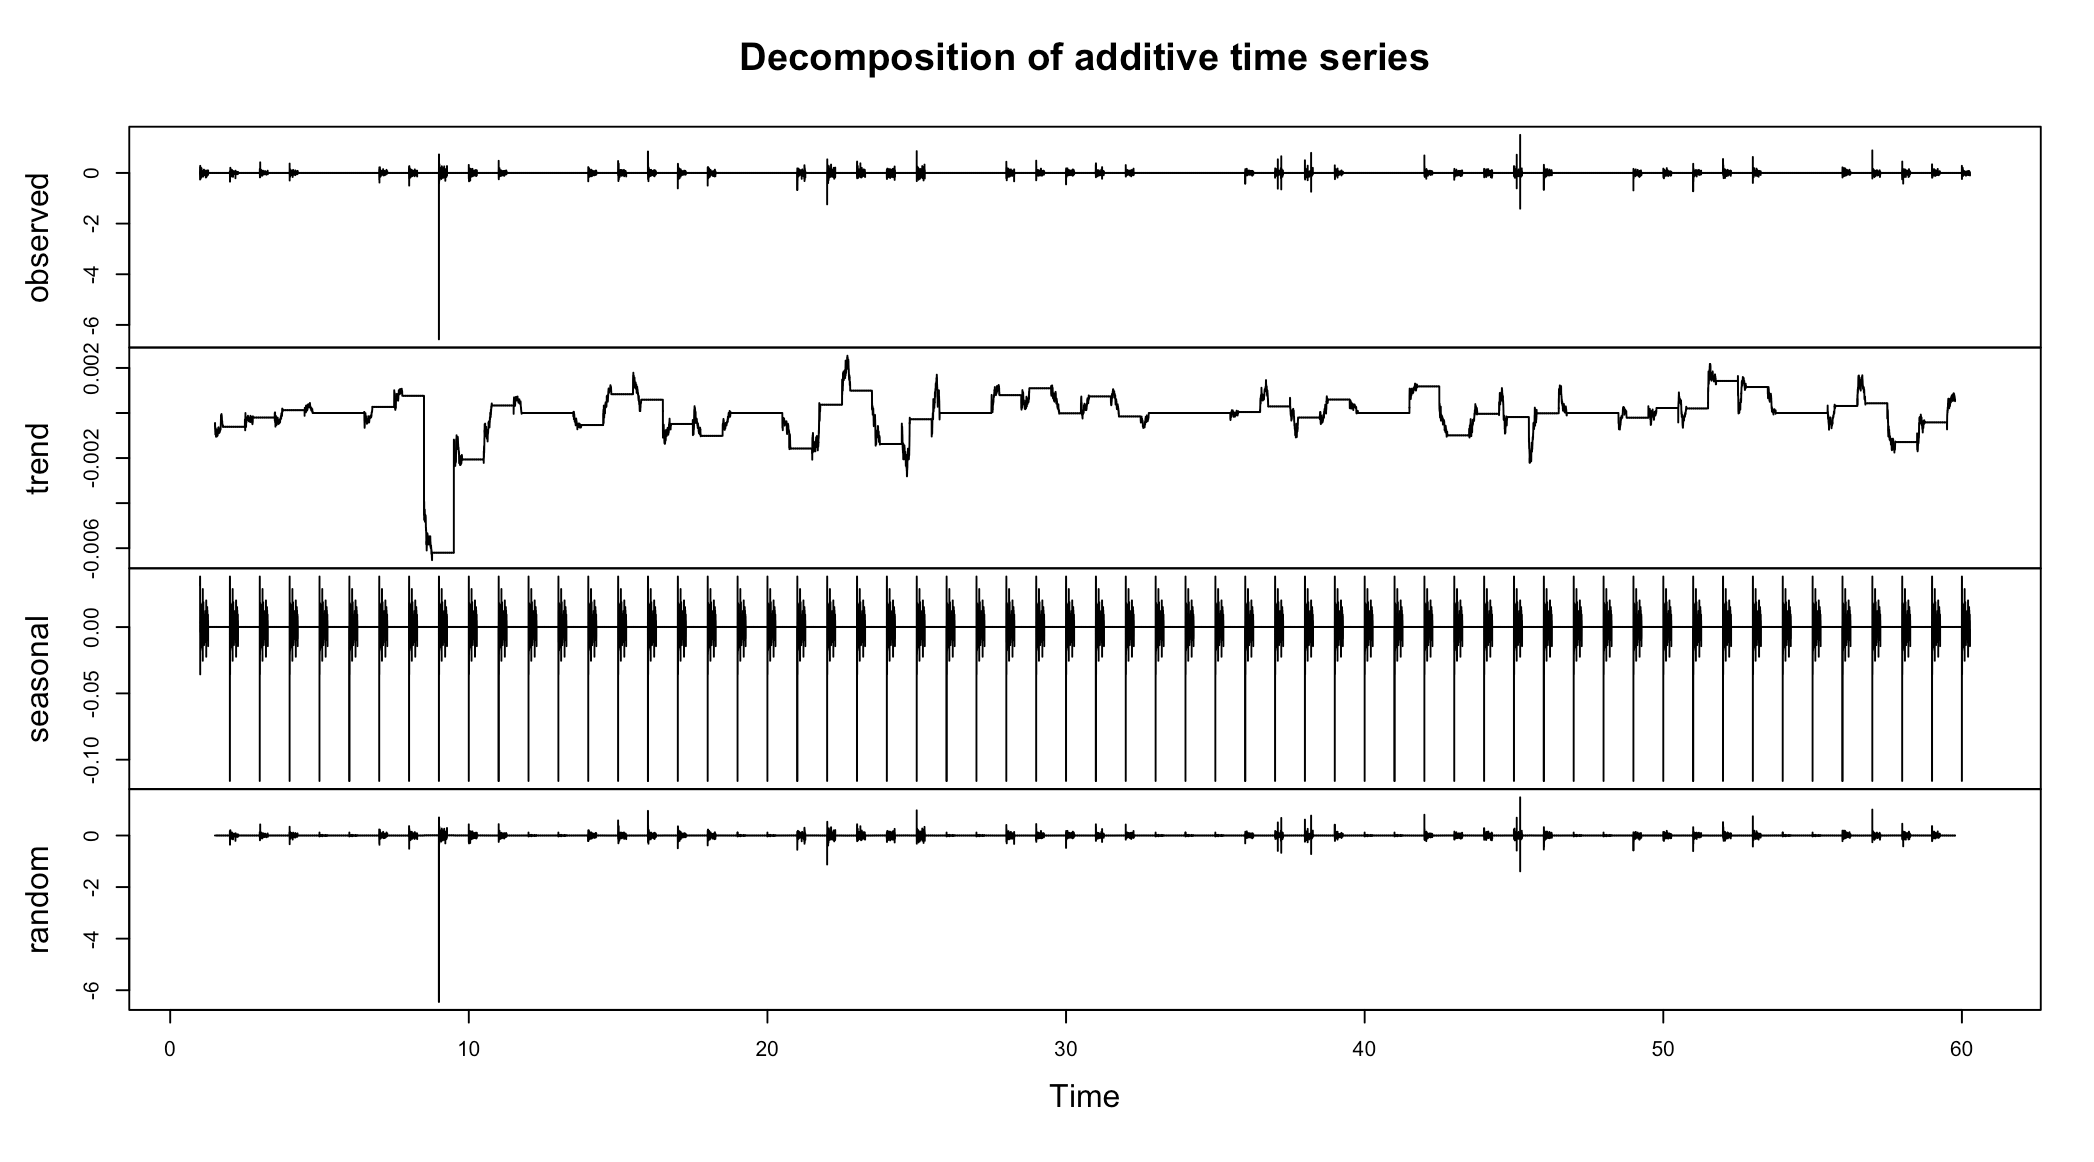 Decomposition of additive time series
observed
0
-2
-4
-6
trend
0.002
-0.002
-0.006
seasonal
0.00
-0.05
-0.10
random
0
-2
-4
-6
0 10 20 30 40 50 60
Time